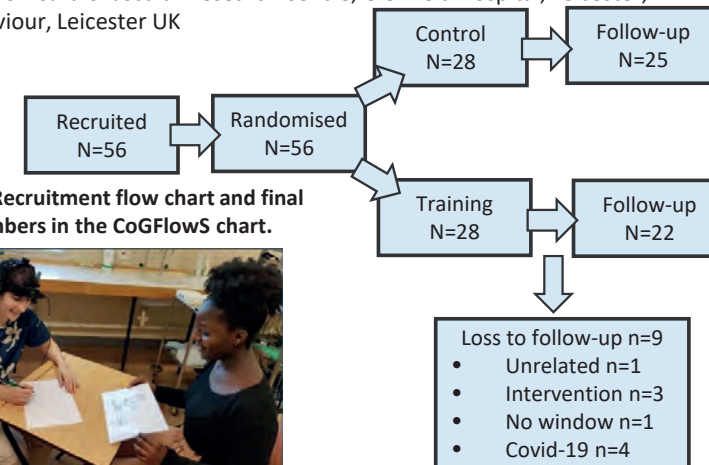 viour, Leicester UK
Control
N=28
Follow-up
N=25
Recruited
N=56
Randomised
N=56
Recruitment flow chart and final
bers in the CoGFlowS chart.
Training
N=28
Follow-up
N=22
Loss to follow-up n=9
• Unrelated n=1
• Intervention n=3
• No window n=1
• Covid-19 n=4